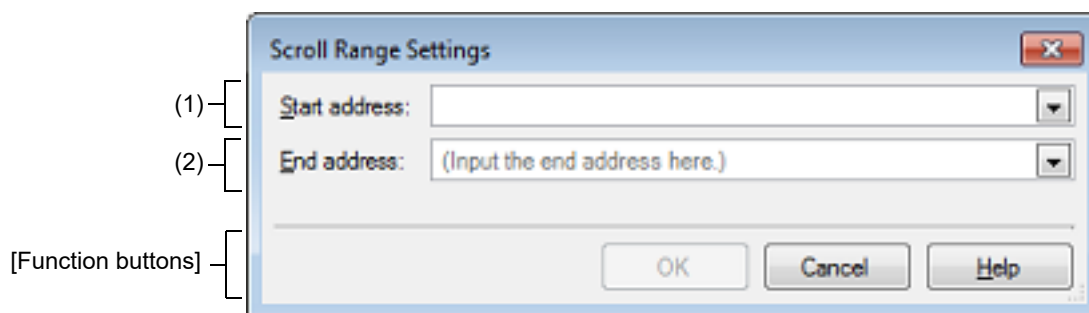 Scroll Range Settings
(1) Start address:
(2) End address: (Input the end address here.)
[Function buttons] OK Cancel Help